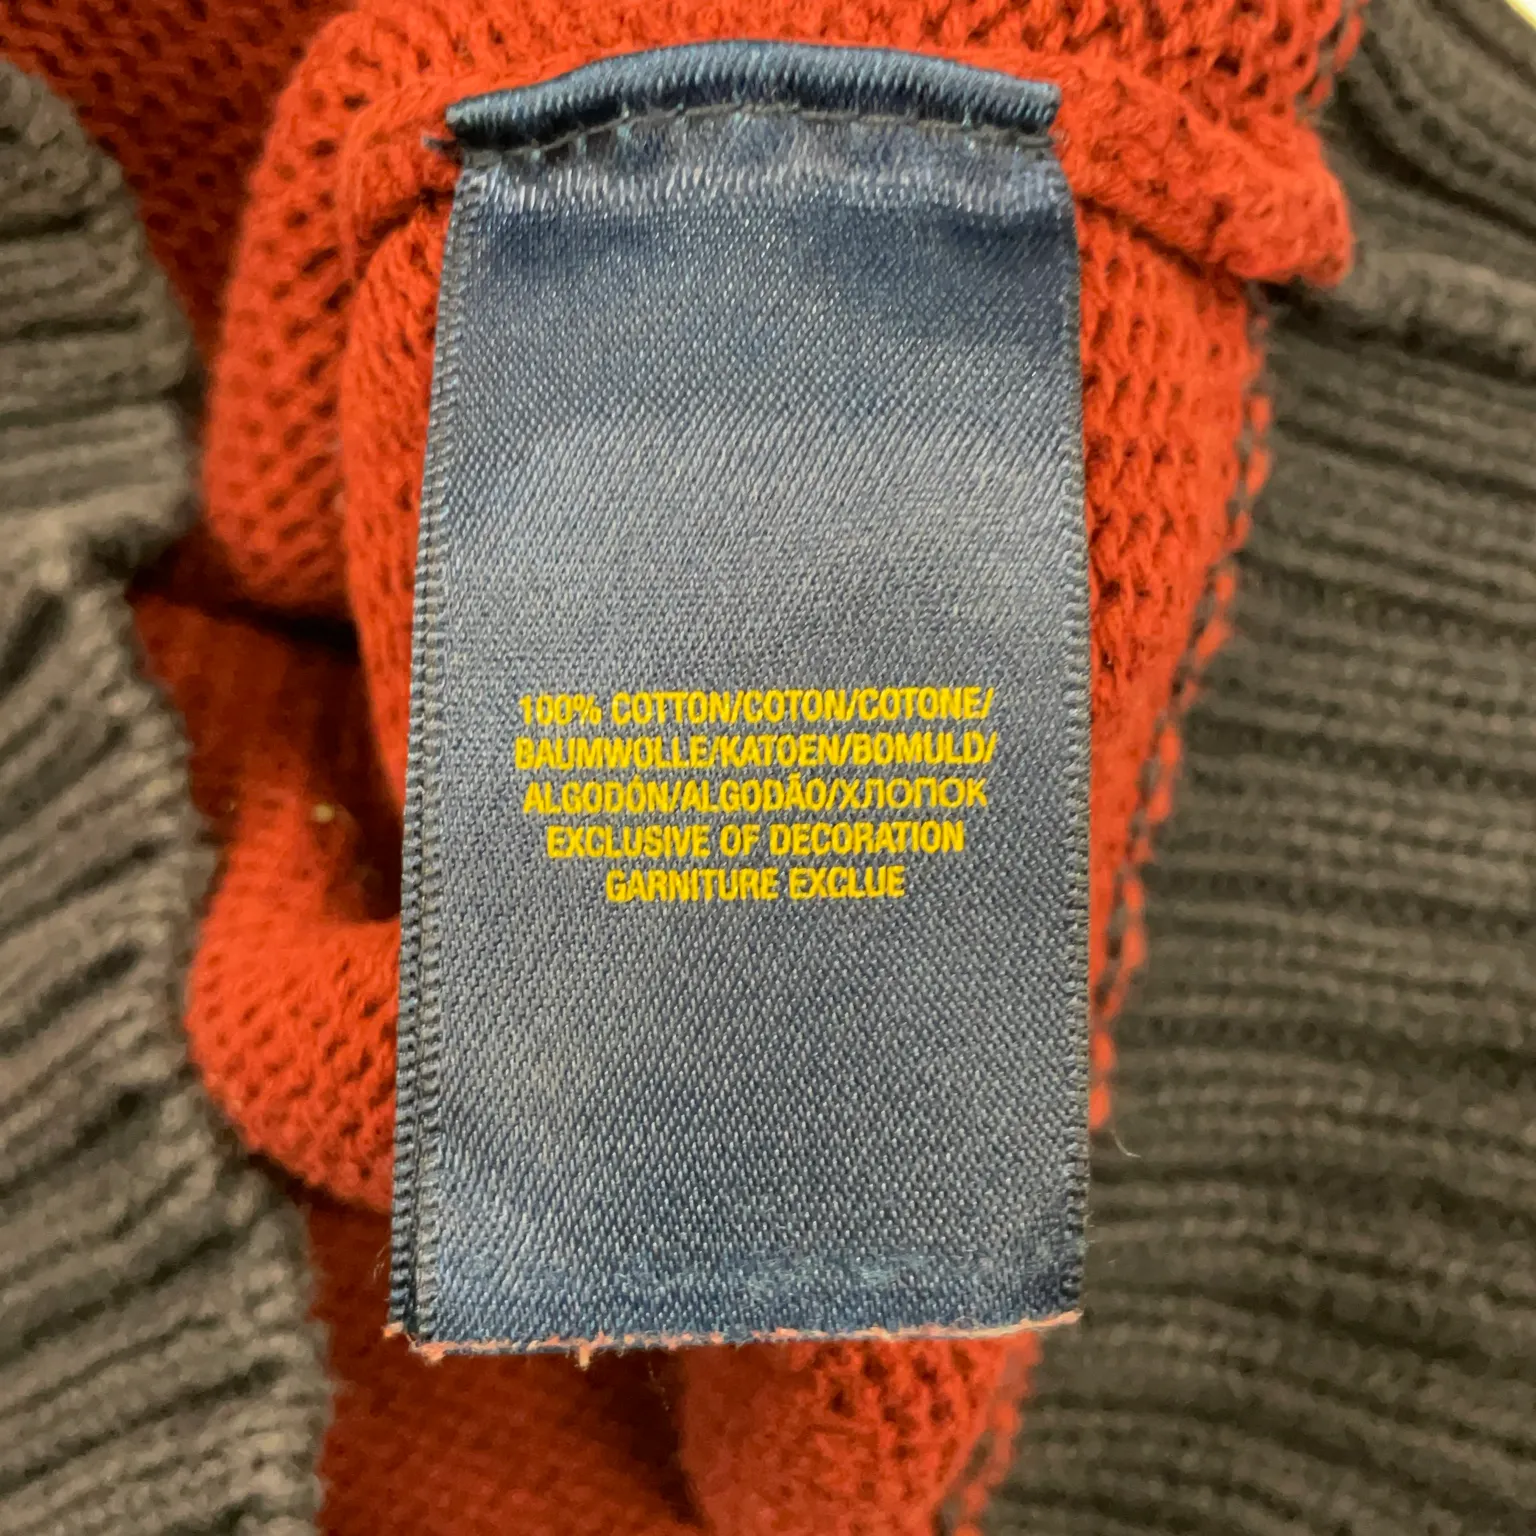 100% COTTON/COTON/COTONE/
BAUMWOLLE/KATOEN/BOMULD/
ALGODÓN/ALGODÃO/ХЛОПОК
EXCLUSIVE OF DECORATION
GARNITURE EXCLUE